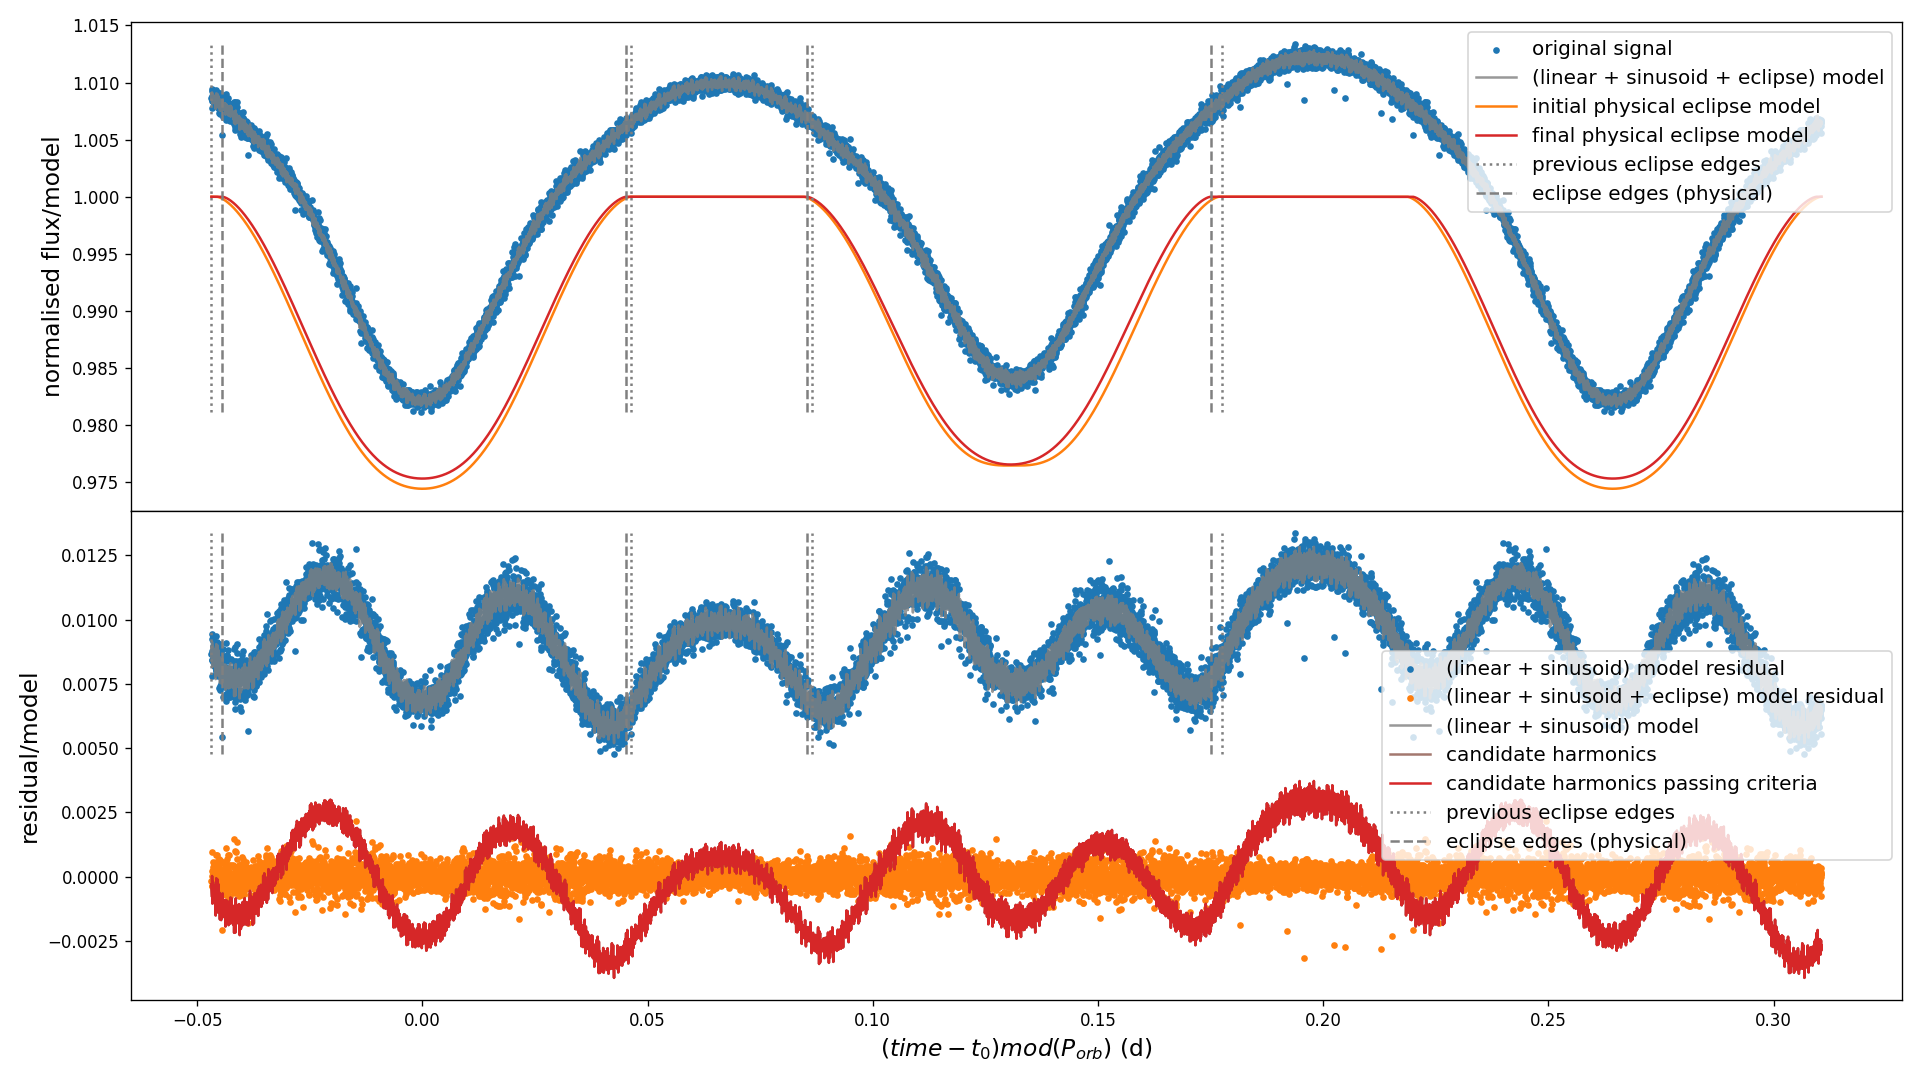 1.015
1.010
1.005
1.000
0.995
0.990
0.985
0.980
0.975
normalised flux/model
original signal
(linear + sinusoid + eclipse) model
initial physical eclipse model
final physical eclipse model
previous eclipse edges
eclipse edges (physical)
0.0125
0.0100
0.0075
0.0050
0.0025
0.0000
−0.0025
residual/model
(linear + sinusoid) model residual
(linear + sinusoid + eclipse) model residual
(linear + sinusoid) model
candidate harmonics
candidate harmonics passing criteria
previous eclipse edges
eclipse edges (physical)
−0.05 0.00 0.05 0.10 0.15 0.20 0.25 0.30
(time − t₀)mod(P_orb) (d)